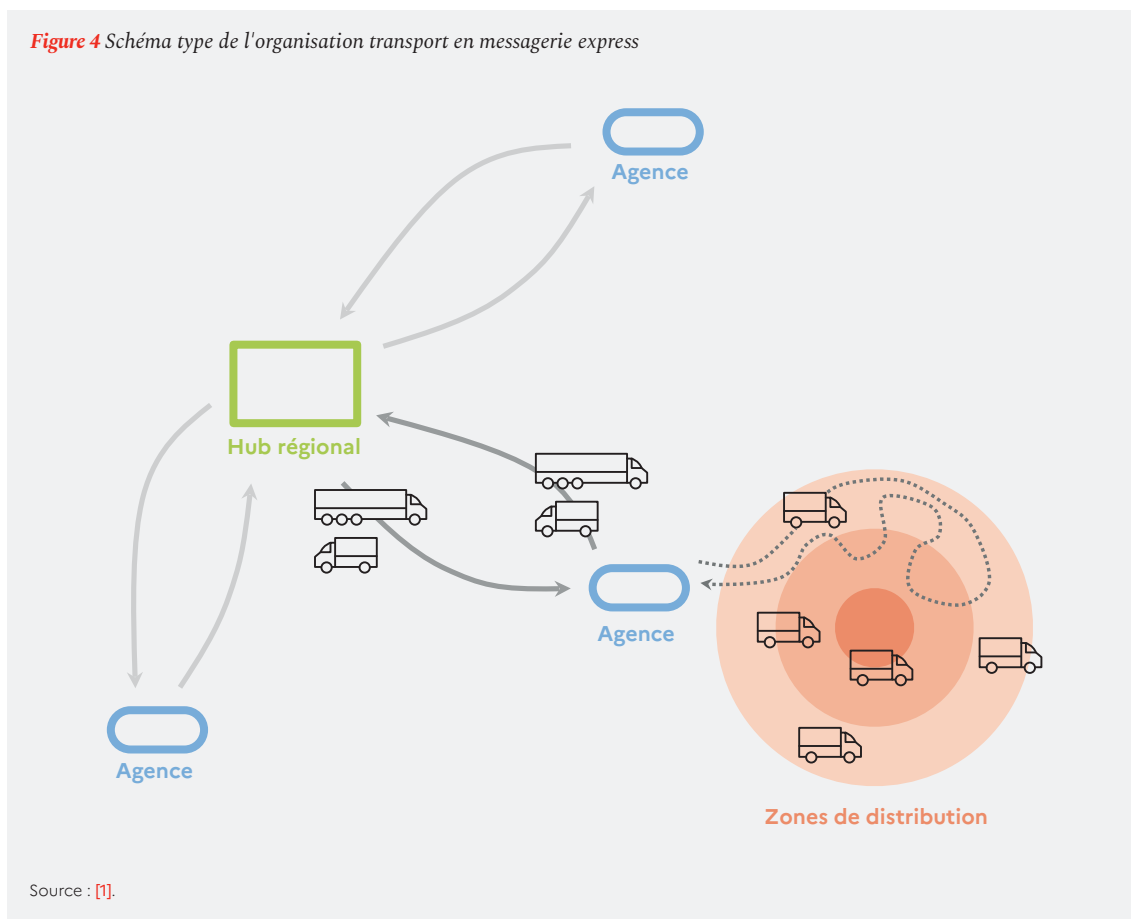 Figure 4 Schéma type de l'organisation transport en messagerie express
Agence
Hub régional
Agence
Agence
Zones de distribution
Source : [1].